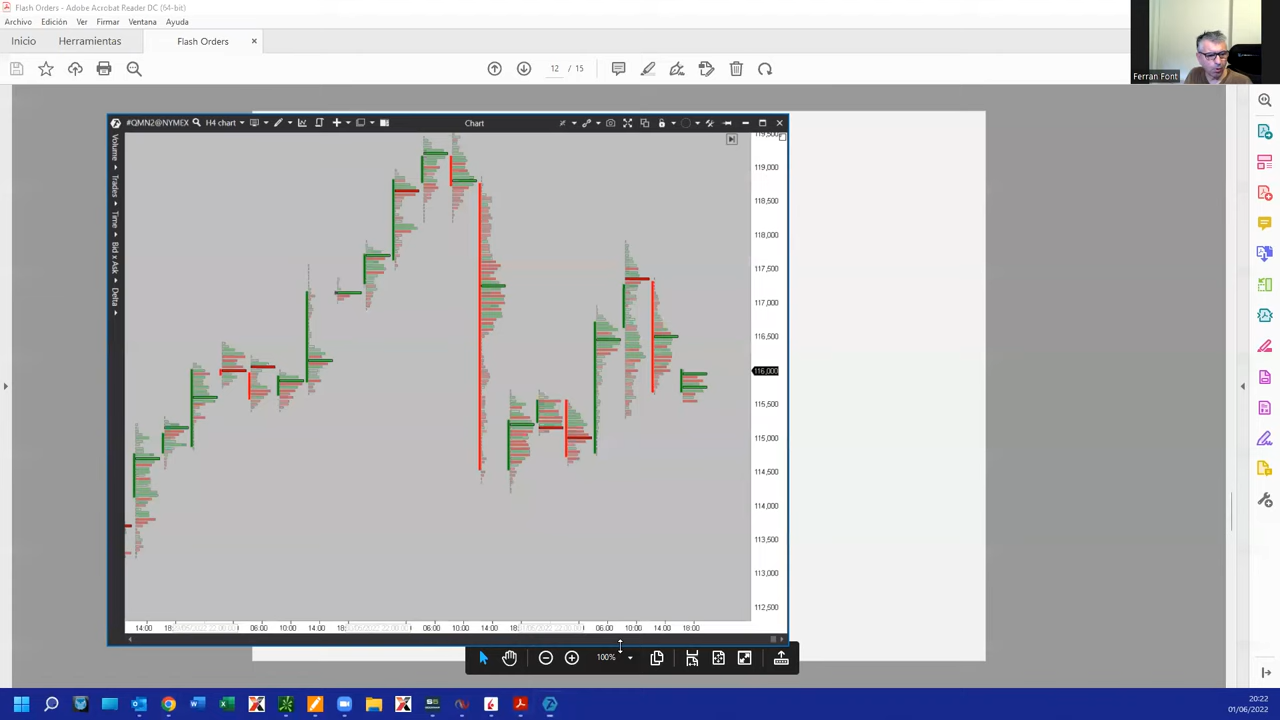 Flash Orders - Adobe Acrobat Reader DC (64-bit)
Archivo Edición Ver Firmar Ventana Ayuda
Inicio Herramientas Flash Orders ×
12 / 15
Ferran Font
#QMN2@NYMEX H4 chart Chart
Volume
Trades
Time
Bid x Ask
Delta
119,500
119,000
118,500
118,000
117,500
117,000
116,500
116,000
115,500
115,000
114,500
114,000
113,500
113,000
112,500
14:00 18: 06:00 10:00 14:00 18: 06:00 10:00 14:00 18: 06:00 10:00 14:00 18:00
100%
20:22
01/06/2022